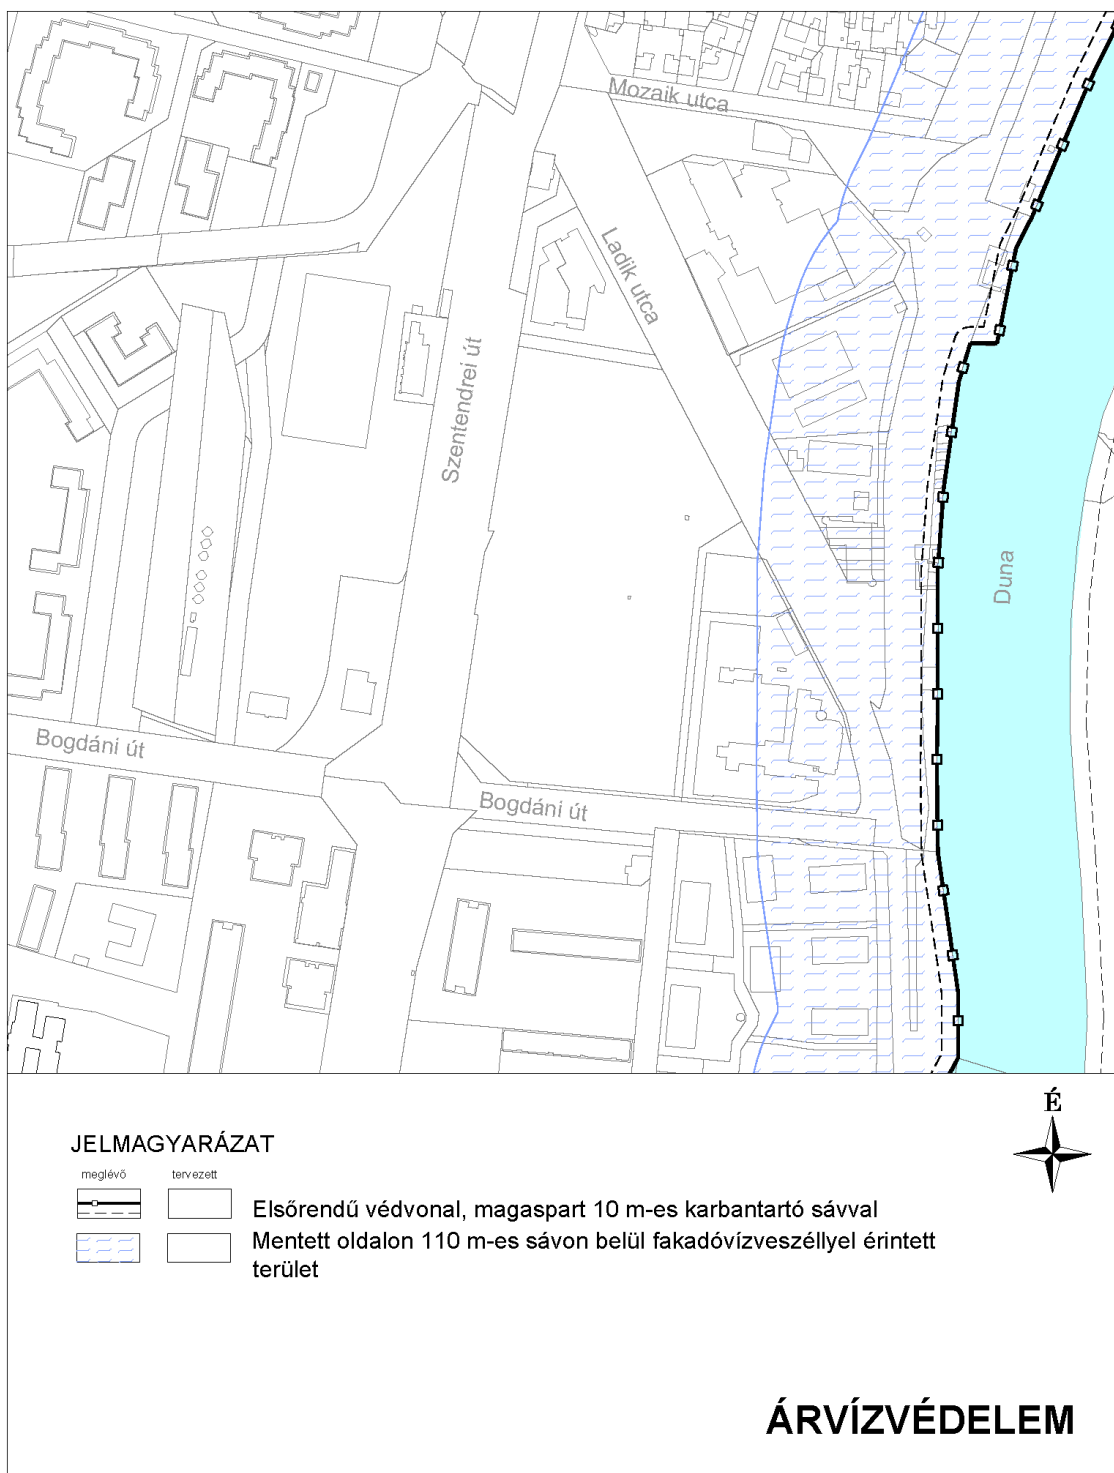 Mozaik utca
Ladik utca
Szentendrei út
Duna
Bogdáni út
Bogdáni út
É
JELMAGYARÁZAT
meglévő tervezett
Elsőrendű védvonal, magaspart 10 m-es karbantartó sávval
Mentett oldalon 110 m-es sávon belül fakadóvízveszéllyel érintett
terület
ÁRVÍZVÉDELEM